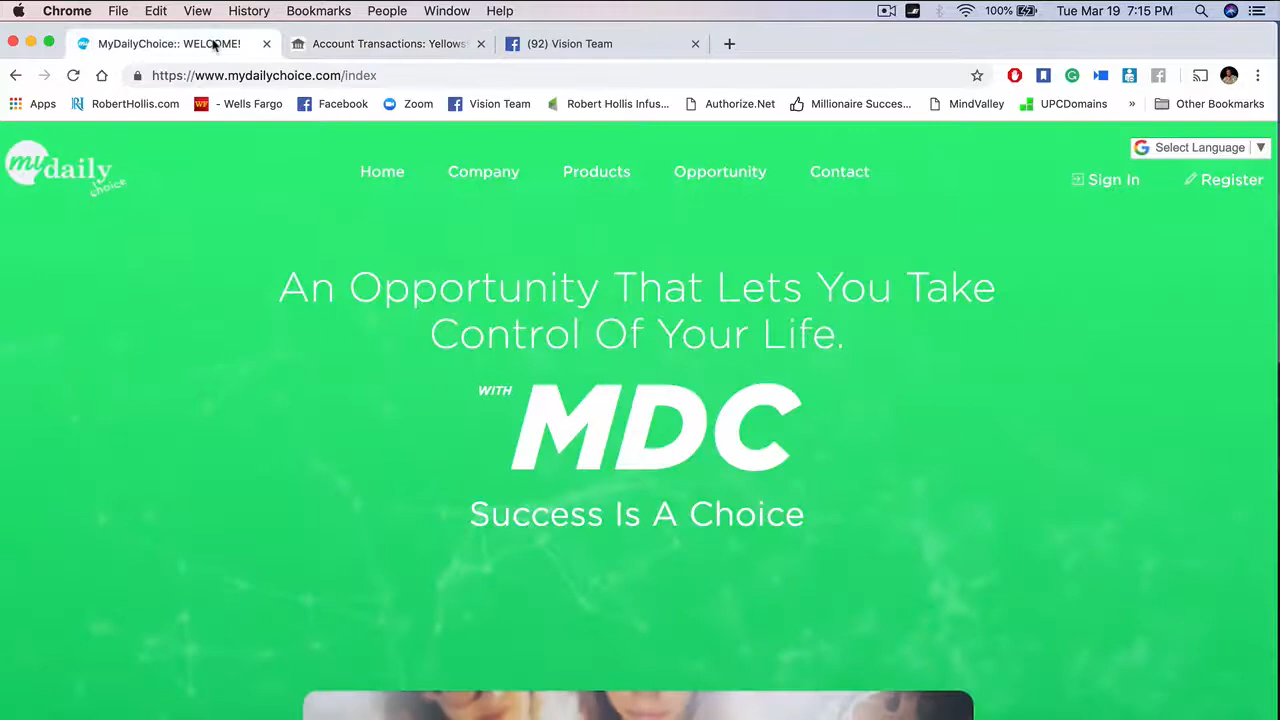 Chrome File Edit View History Bookmarks People Window Help 100% Tue Mar 19 7:15 PM
MyDailyChoice:: WELCOME! Account Transactions: Yellows (92) Vision Team
https://www.mydailychoice.com/index
Apps RobertHollis.com - Wells Fargo Facebook Zoom Vision Team Robert Hollis Infus... Authorize.Net Millionaire Succes... MindValley UPCDomains » Other Bookmarks
my daily choice
Home Company Products Opportunity Contact
Select Language ▼
Sign In Register
An Opportunity That Lets You Take
Control Of Your Life.
WITH MDC
Success Is A Choice